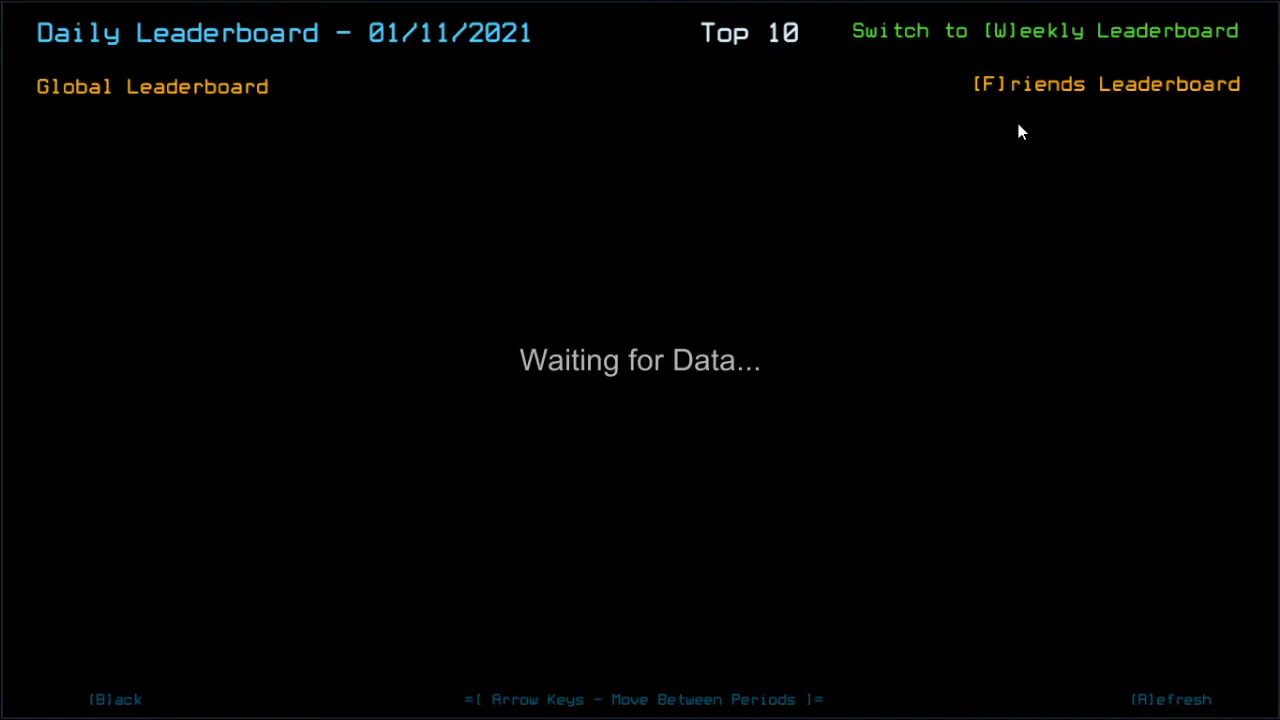 Daily Leaderboard - 01/11/2021 Top 10 Switch to [W]eekly Leaderboard
Global Leaderboard [F]riends Leaderboard
Waiting for Data...
[B]ack =[ Arrow Keys - Move Between Periods ]= [R]efresh